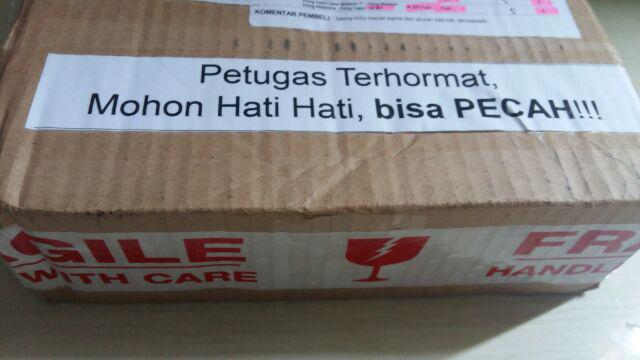 KOMENTAR PEMBELI :
Petugas Terhormat,
Mohon Hati Hati, bisa PECAH!!!
GILE FRA
WITH CARE HANDL